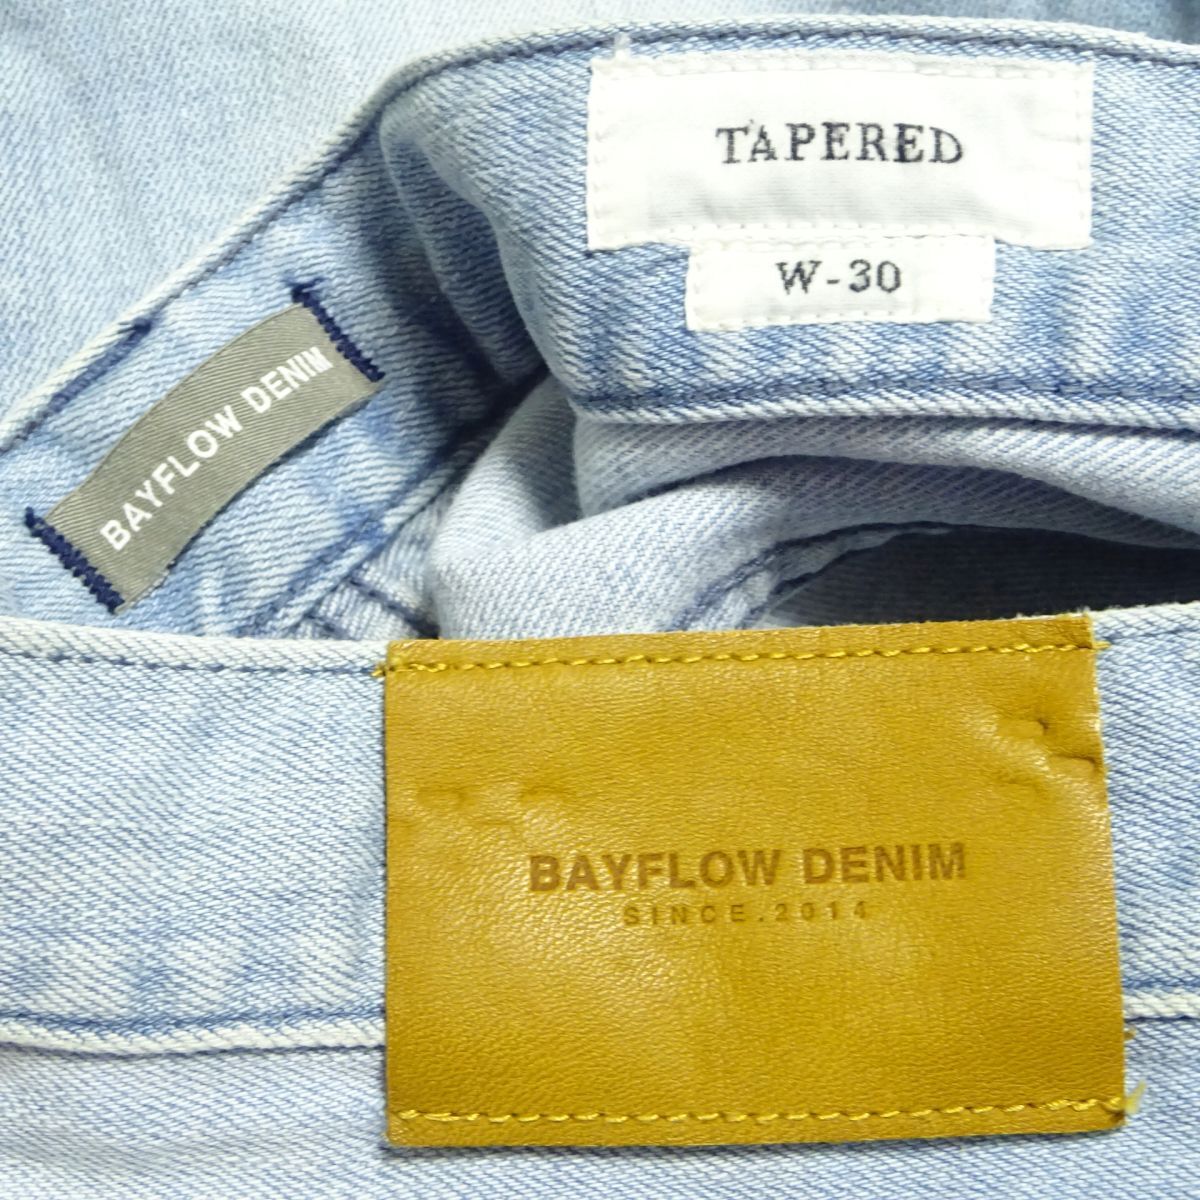 TAPERED
W-30
BAYFLOW DENIM
BAYFLOW DENIM
SINCE.2014